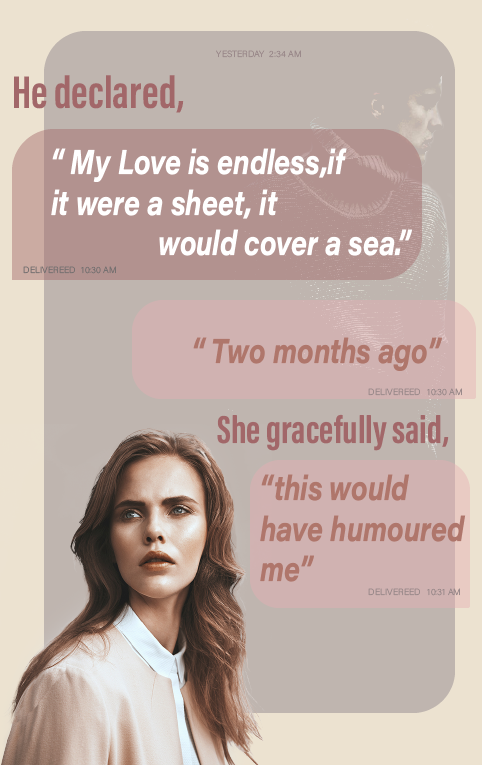 YESTERDAY 2:34 AM
He declared,
“ My Love is endless,if
it were a sheet, it
would cover a sea.”
DELIVEREED 10:30 AM
“ Two months ago”
DELIVEREED 10:30 AM
She gracefully said,
“this would
have humoured
me”
DELIVEREED 10:31 AM